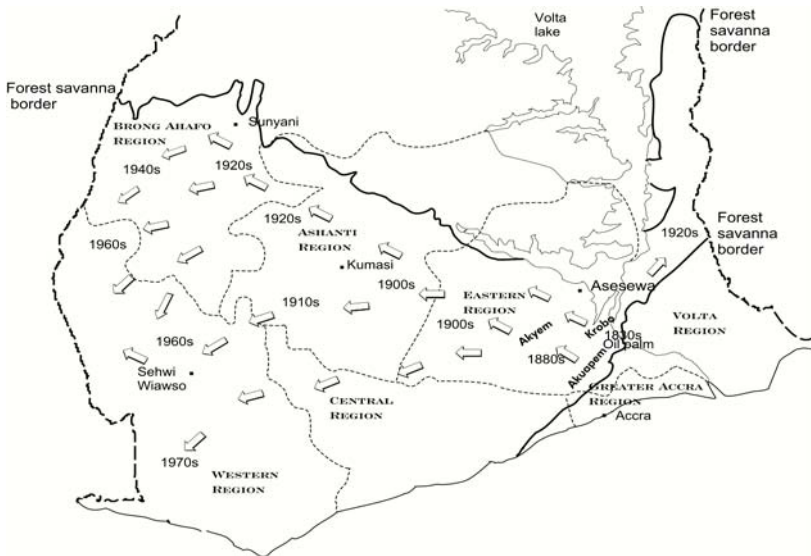 Volta
lake
Forest savanna
border
Forest savanna
border
BRONG AHAFO
REGION
Sunyani
1940s
1920s
1920s
ASHANTI
REGION
1920s
Forest
savanna
border
1960s
Kumasi
1910s
1900s
EASTERN
REGION
Asesewa
1900s
Akyem
Krobo
1830s
Oil palm
VOLTA
REGION
1960s
1880s
Akuapem
Sehwi
Wiawso
CENTRAL
REGION
GREATER ACCRA
REGION
Accra
1970s
WESTERN
REGION